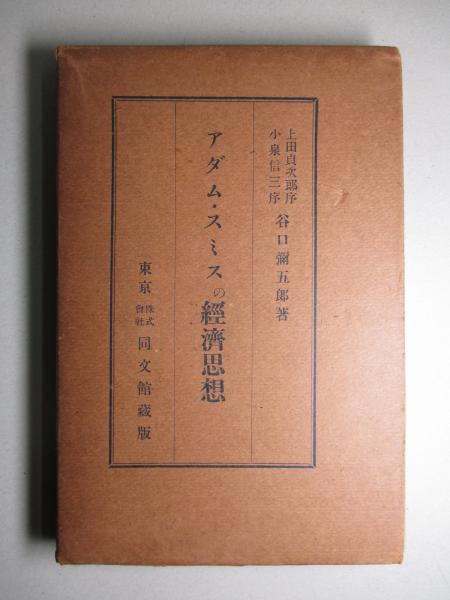 上田貞次郎序
小泉信三序
谷口彌五郎著
アダム・スミスの經濟思想
東京 株式會社 同文館藏版